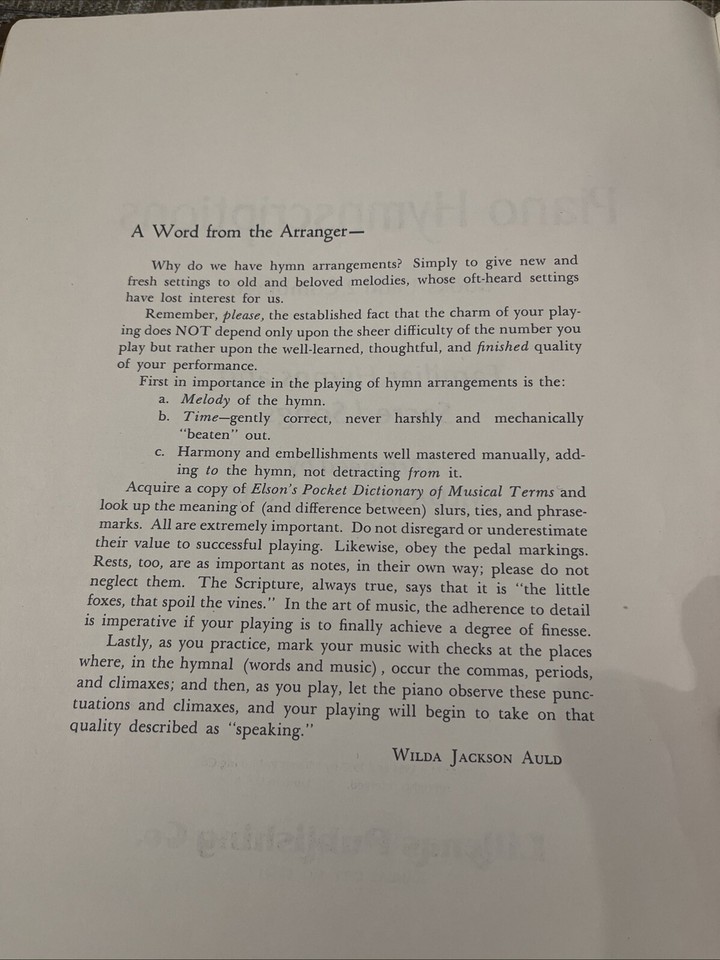 Piano Hymnscriptions
A Word from the Arranger—
Why do we have hymn arrangements? Simply to give new and
fresh settings to old and beloved melodies, whose oft-heard settings
have lost interest for us.
Remember, please, the established fact that the charm of your play-
ing does NOT depend only upon the sheer difficulty of the number you
play but rather upon the well-learned, thoughtful, and finished quality
of your performance.
First in importance in the playing of hymn arrangements is the:
a. Melody of the hymn.
b. Time—gently correct, never harshly and mechanically
"beaten" out.
c. Harmony and embellishments well mastered manually, add-
ing to the hymn, not detracting from it.
Acquire a copy of Elson's Pocket Dictionary of Musical Terms and
look up the meaning of (and difference between) slurs, ties, and phrase-
marks. All are extremely important. Do not disregard or underestimate
their value to successful playing. Likewise, obey the pedal markings.
Rests, too, are as important as notes, in their own way; please do not
neglect them. The Scripture, always true, says that it is "the little
foxes, that spoil the vines." In the art of music, the adherence to detail
is imperative if your playing is to finally achieve a degree of finesse.
Lastly, as you practice, mark your music with checks at the places
where, in the hymnal (words and music), occur the commas, periods,
and climaxes; and then, as you play, let the piano observe these punc-
tuations and climaxes, and your playing will begin to take on that
quality described as "speaking."
WILDA JACKSON AULD
Lillenas Publishing Co.